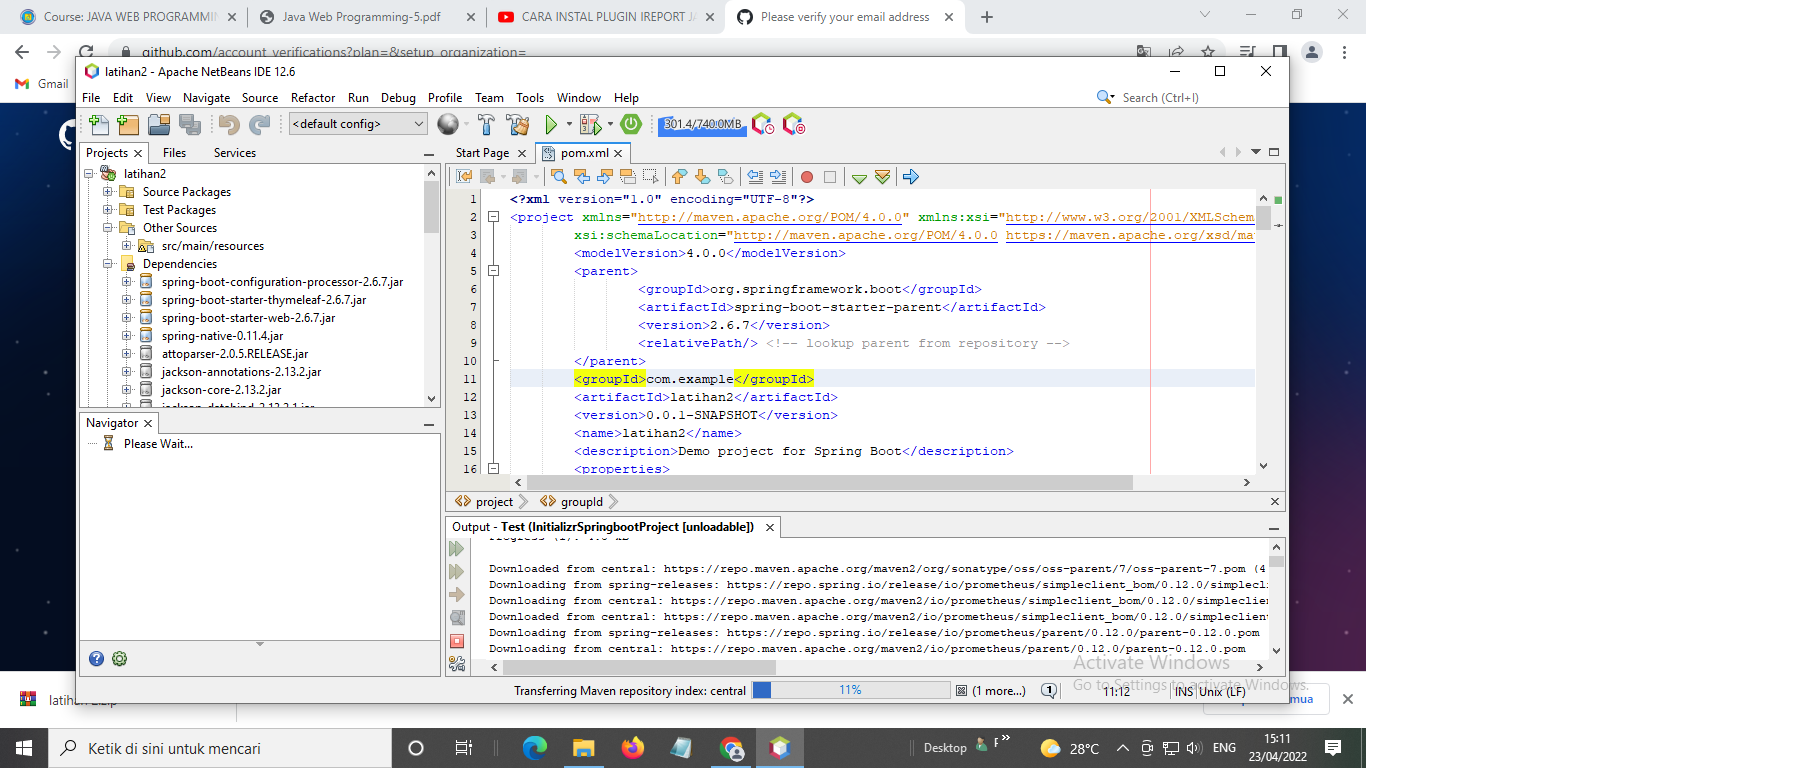 Course: JAVA WEB PROGRAMMIN
Java Web Programming-5.pdf
CARA INSTAL PLUGIN IREPORT JA
Please verify your email address
github.com/account_verifications?plan=&setup_organization=
Gmail
latihan2 - Apache NetBeans IDE 12.6
File Edit View Navigate Source Refactor Run Debug Profile Team Tools Window Help
Search (Ctrl+I)
<default config>
301.4/740.0MB
Projects Files Services
latihan2
Source Packages
Test Packages
Other Sources
src/main/resources
Dependencies
spring-boot-configuration-processor-2.6.7.jar
spring-boot-starter-thymeleaf-2.6.7.jar
spring-boot-starter-web-2.6.7.jar
spring-native-0.11.4.jar
attoparser-2.0.5.RELEASE.jar
jackson-annotations-2.13.2.jar
jackson-core-2.13.2.jar
jackson-databind-2.13.2.1.jar
Navigator
Please Wait...
Start Page pom.xml
1 <?xml version="1.0" encoding="UTF-8"?>
2 <project xmlns="http://maven.apache.org/POM/4.0.0" xmlns:xsi="http://www.w3.org/2001/XMLSchem
3 xsi:schemaLocation="http://maven.apache.org/POM/4.0.0 https://maven.apache.org/xsd/ma
4 <modelVersion>4.0.0</modelVersion>
5 <parent>
6 <groupId>org.springframework.boot</groupId>
7 <artifactId>spring-boot-starter-parent</artifactId>
8 <version>2.6.7</version>
9 <relativePath/> <!-- lookup parent from repository -->
10 </parent>
11 <groupId>com.example</groupId>
12 <artifactId>latihan2</artifactId>
13 <version>0.0.1-SNAPSHOT</version>
14 <name>latihan2</name>
15 <description>Demo project for Spring Boot</description>
16 <properties>
project groupId
Output - Test (InitializrSpringbootProject [unloadable])
Downloaded from central: https://repo.maven.apache.org/maven2/org/sonatype/oss/oss-parent/7/oss-parent-7.pom (4
Downloading from spring-releases: https://repo.spring.io/release/io/prometheus/simpleclient_bom/0.12.0/simplecl
Downloading from central: https://repo.maven.apache.org/maven2/io/prometheus/simpleclient_bom/0.12.0/simpleclien
Downloaded from central: https://repo.maven.apache.org/maven2/io/prometheus/simpleclient_bom/0.12.0/simpleclient
Downloading from spring-releases: https://repo.spring.io/release/io/prometheus/parent/0.12.0/parent-0.12.0.pom
Downloading from central: https://repo.maven.apache.org/maven2/io/prometheus/parent/0.12.0/parent-0.12.0.pom
Activate Windows
Go to Settings to activate Windows.
Transferring Maven repository index: central 11% (1 more...) 1 11:12 INS Unix (LF)
mua
Ketik di sini untuk mencari
Desktop
28°C
ENG
15:11
23/04/2022